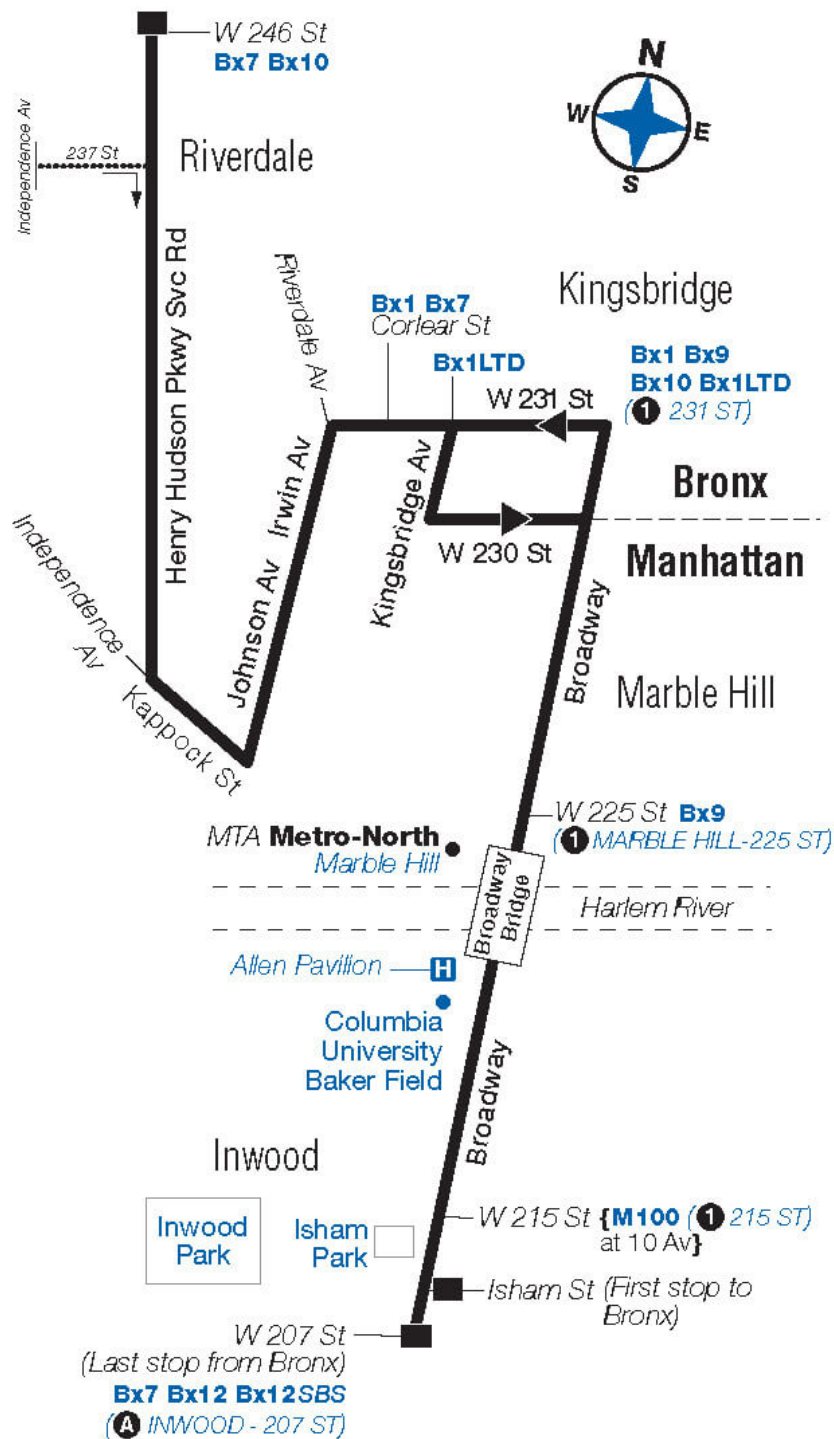 W 246 St
Bx7 Bx10
N
W
E
S
Independence Av
237 St
Riverdale
Henry Hudson Pkwy Svc Rd
Riverdale Av
Bx1 Bx7
Corlear St
Bx1LTD
Kingsbridge
Bx1 Bx9
Bx10 Bx1LTD
(1 231 ST)
W 231 St
Irwin Av
Johnson Av
Kingsbridge Av
W 230 St
Bronx
Manhattan
Broadway
Marble Hill
Independence
Av
Kappock St
W 225 St Bx9
(1 MARBLE HILL-225 ST)
MTA Metro-North
Marble Hill
Broadway
Bridge
Harlem River
Allen Pavilion
H
Columbia
University
Baker Field
Broadway
Inwood
Inwood
Park
Isham
Park
W 215 St {M100 (1 215 ST)
at 10 Av}
Isham St (First stop to
Bronx)
W 207 St
(Last stop from Bronx)
Bx7 Bx12 Bx12SBS
(A INWOOD - 207 ST)